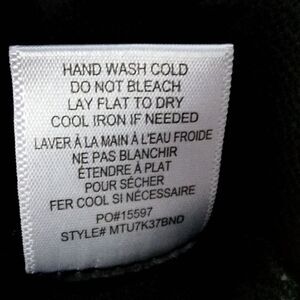 HAND WASH COLD
DO NOT BLEACH
LAY FLAT TO DRY
COOL IRON IF NEEDED
LAVER À LA MAIN À L'EAU FROIDE
NE PAS BLANCHIR
ÉTENDRE À PLAT
POUR SÉCHER
FER COOL SI NÉCESSAIRE
PO#15597
STYLE# MTU7K37BND